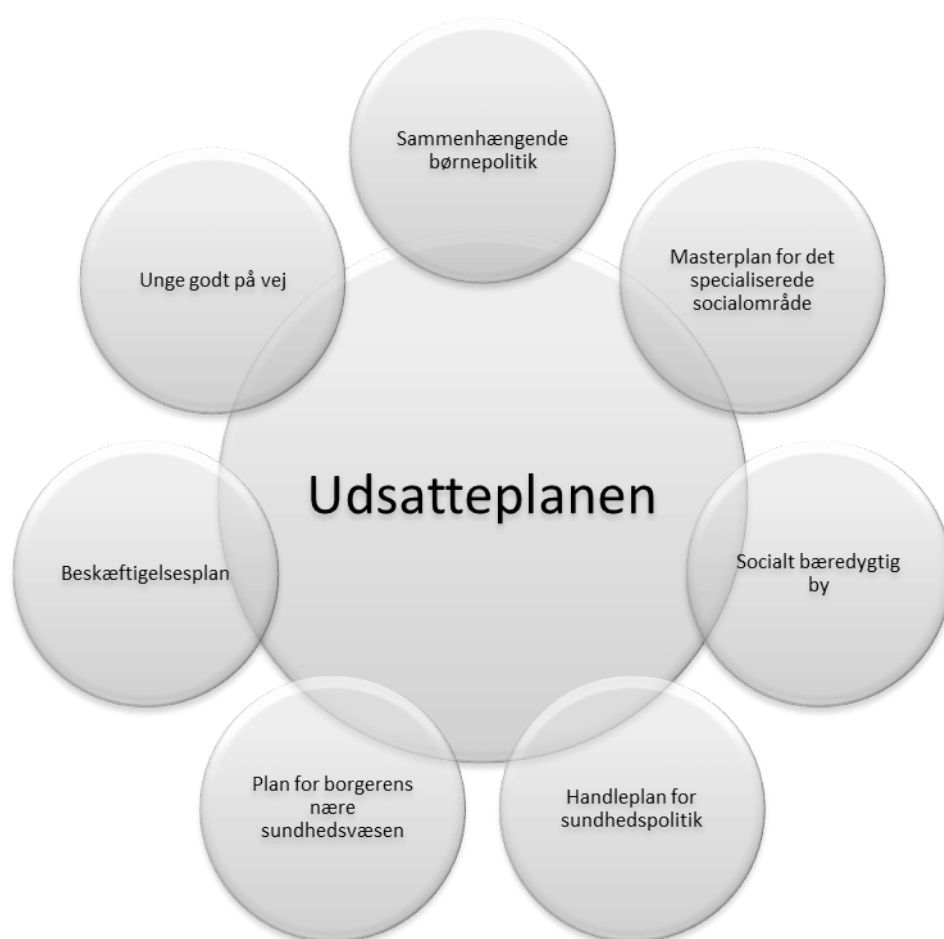 Sammenhængende
børnepolitik
Masterplan for det
specialiserede
socialområde
Unge godt på vej
Udsatteplanen
Beskæftigelsesplan
Socialt bæredygtig
by
Plan for borgerens
nære
sundhedsvæsen
Handleplan for
sundhedspolitik